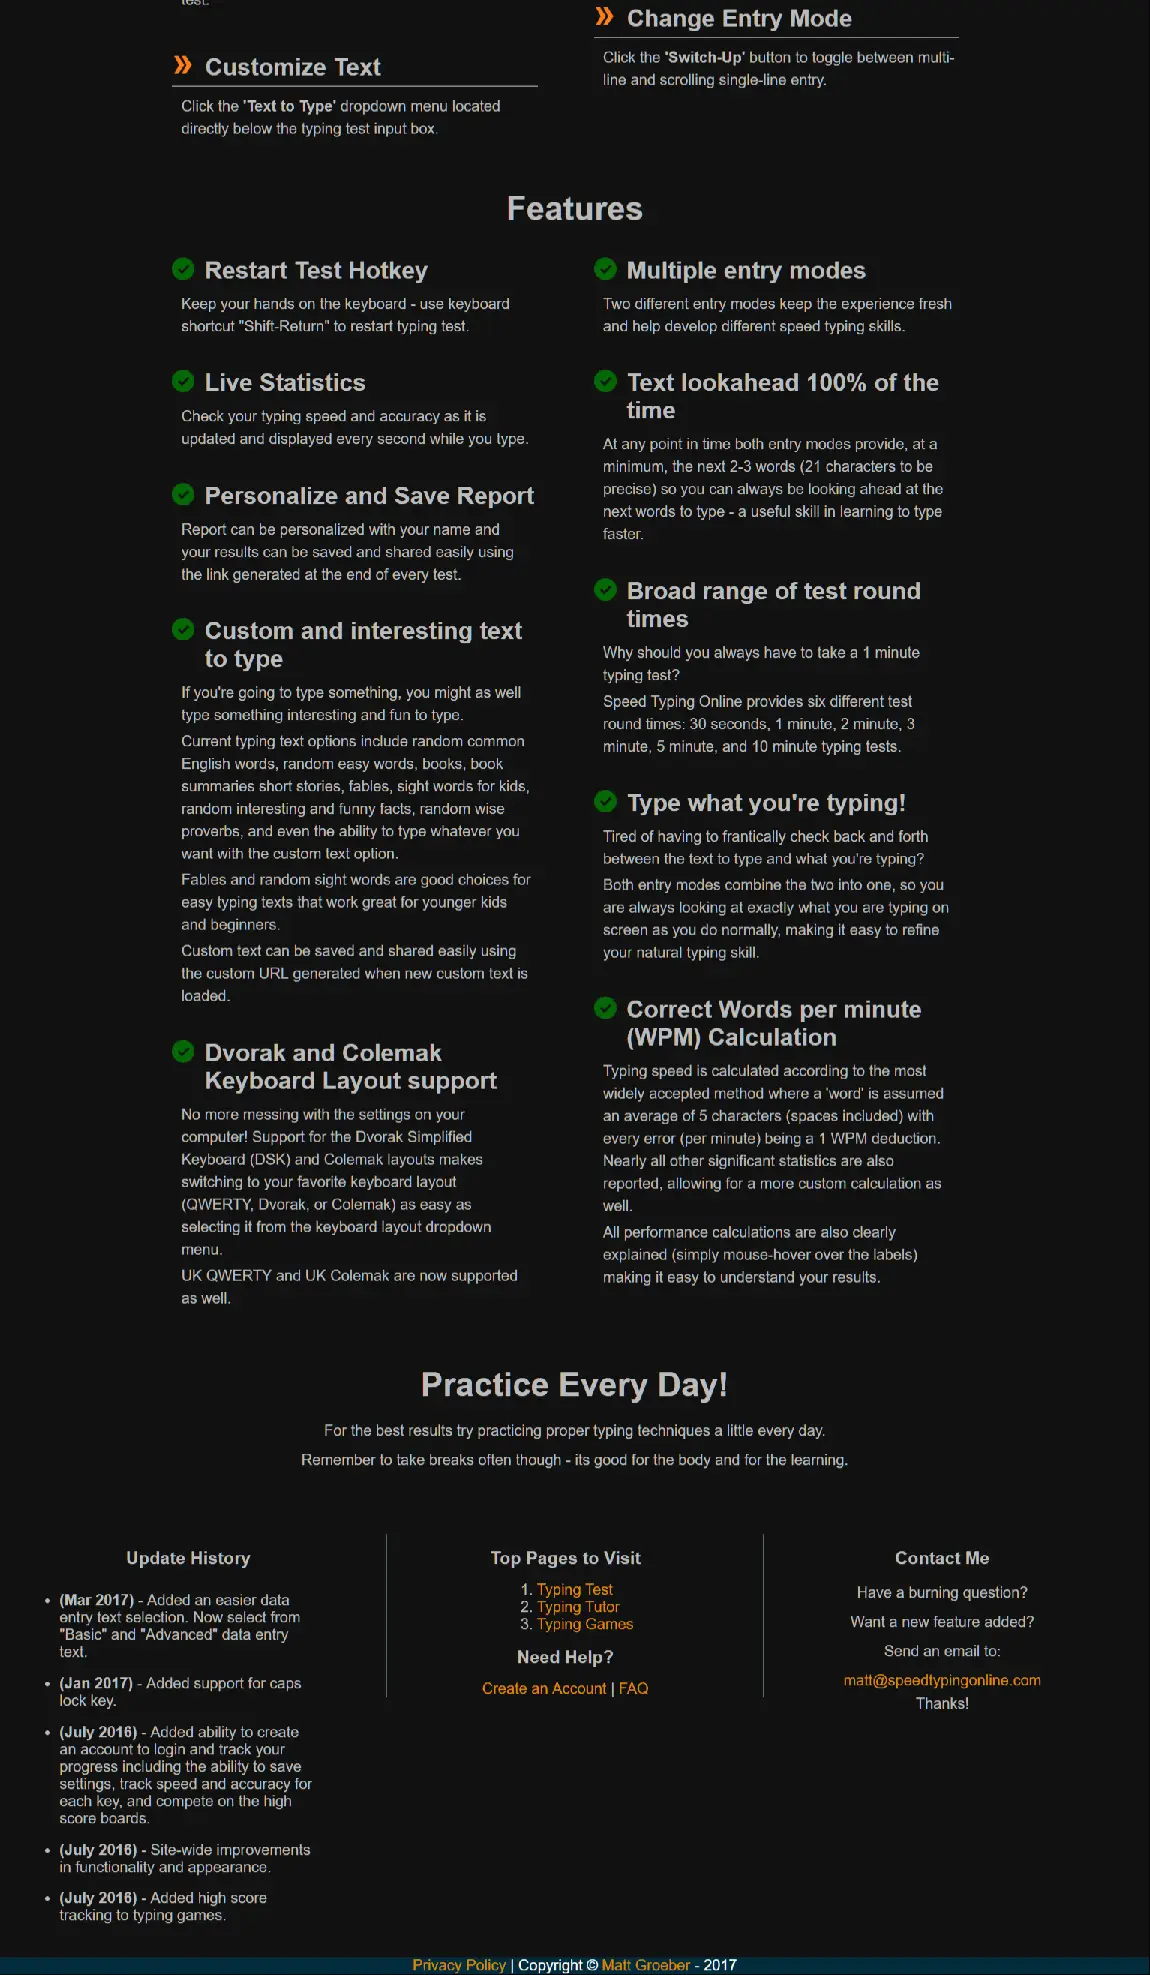 test.
Customize Text
Click the 'Text to Type' dropdown menu located
directly below the typing test input box.
Change Entry Mode
Click the 'Switch-Up' button to toggle between multi-
line and scrolling single-line entry.
Features
Restart Test Hotkey
Keep your hands on the keyboard - use keyboard
shortcut "Shift-Return" to restart typing test.
Live Statistics
Check your typing speed and accuracy as it is
updated and displayed every second while you type.
Personalize and Save Report
Report can be personalized with your name and
your results can be saved and shared easily using
the link generated at the end of every test.
Custom and interesting text
to type
If you're going to type something, you might as well
type something interesting and fun to type.
Current typing text options include random common
English words, random easy words, books, book
summaries short stories, fables, sight words for kids,
random interesting and funny facts, random wise
proverbs, and even the ability to type whatever you
want with the custom text option.
Fables and random sight words are good choices for
easy typing texts that work great for younger kids
and beginners.
Custom text can be saved and shared easily using
the custom URL generated when new custom text is
loaded.
Dvorak and Colemak
Keyboard Layout support
No more messing with the settings on your
computer! Support for the Dvorak Simplified
Keyboard (DSK) and Colemak layouts makes
switching to your favorite keyboard layout
(QWERTY, Dvorak, or Colemak) as easy as
selecting it from the keyboard layout dropdown
menu.
UK QWERTY and UK Colemak are now supported
as well.
Multiple entry modes
Two different entry modes keep the experience fresh
and help develop different speed typing skills.
Text lookahead 100% of the
time
At any point in time both entry modes provide, at a
minimum, the next 2-3 words (21 characters to be
precise) so you can always be looking ahead at the
next words to type - a useful skill in learning to type
faster.
Broad range of test round
times
Why should you always have to take a 1 minute
typing test?
Speed Typing Online provides six different test
round times: 30 seconds, 1 minute, 2 minute, 3
minute, 5 minute, and 10 minute typing tests.
Type what you're typing!
Tired of having to frantically check back and forth
between the text to type and what you're typing?
Both entry modes combine the two into one, so you
are always looking at exactly what you are typing on
screen as you do normally, making it easy to refine
your natural typing skill.
Correct Words per minute
(WPM) Calculation
Typing speed is calculated according to the most
widely accepted method where a 'word' is assumed
an average of 5 characters (spaces included) with
every error (per minute) being a 1 WPM deduction.
Nearly all other significant statistics are also
reported, allowing for a more custom calculation as
well.
All performance calculations are also clearly
explained (simply mouse-hover over the labels)
making it easy to understand your results.
Practice Every Day!
For the best results try practicing proper typing techniques a little every day.
Remember to take breaks often though - its good for the body and for the learning.
Update History
• (Mar 2017) - Added an easier data
entry text selection. Now select from
"Basic" and "Advanced" data entry
text.
• (Jan 2017) - Added support for caps
lock key.
• (July 2016) - Added ability to create
an account to login and track your
progress including the ability to save
settings, track speed and accuracy for
each key, and compete on the high
score boards.
• (July 2016) - Site-wide improvements
in functionality and appearance.
• (July 2016) - Added high score
tracking to typing games.
Top Pages to Visit
1. Typing Test
2. Typing Tutor
3. Typing Games
Need Help?
Create an Account | FAQ
Contact Me
Have a burning question?
Want a new feature added?
Send an email to:
matt@speedtypingonline.com
Thanks!
Privacy Policy | Copyright © Matt Groeber - 2017